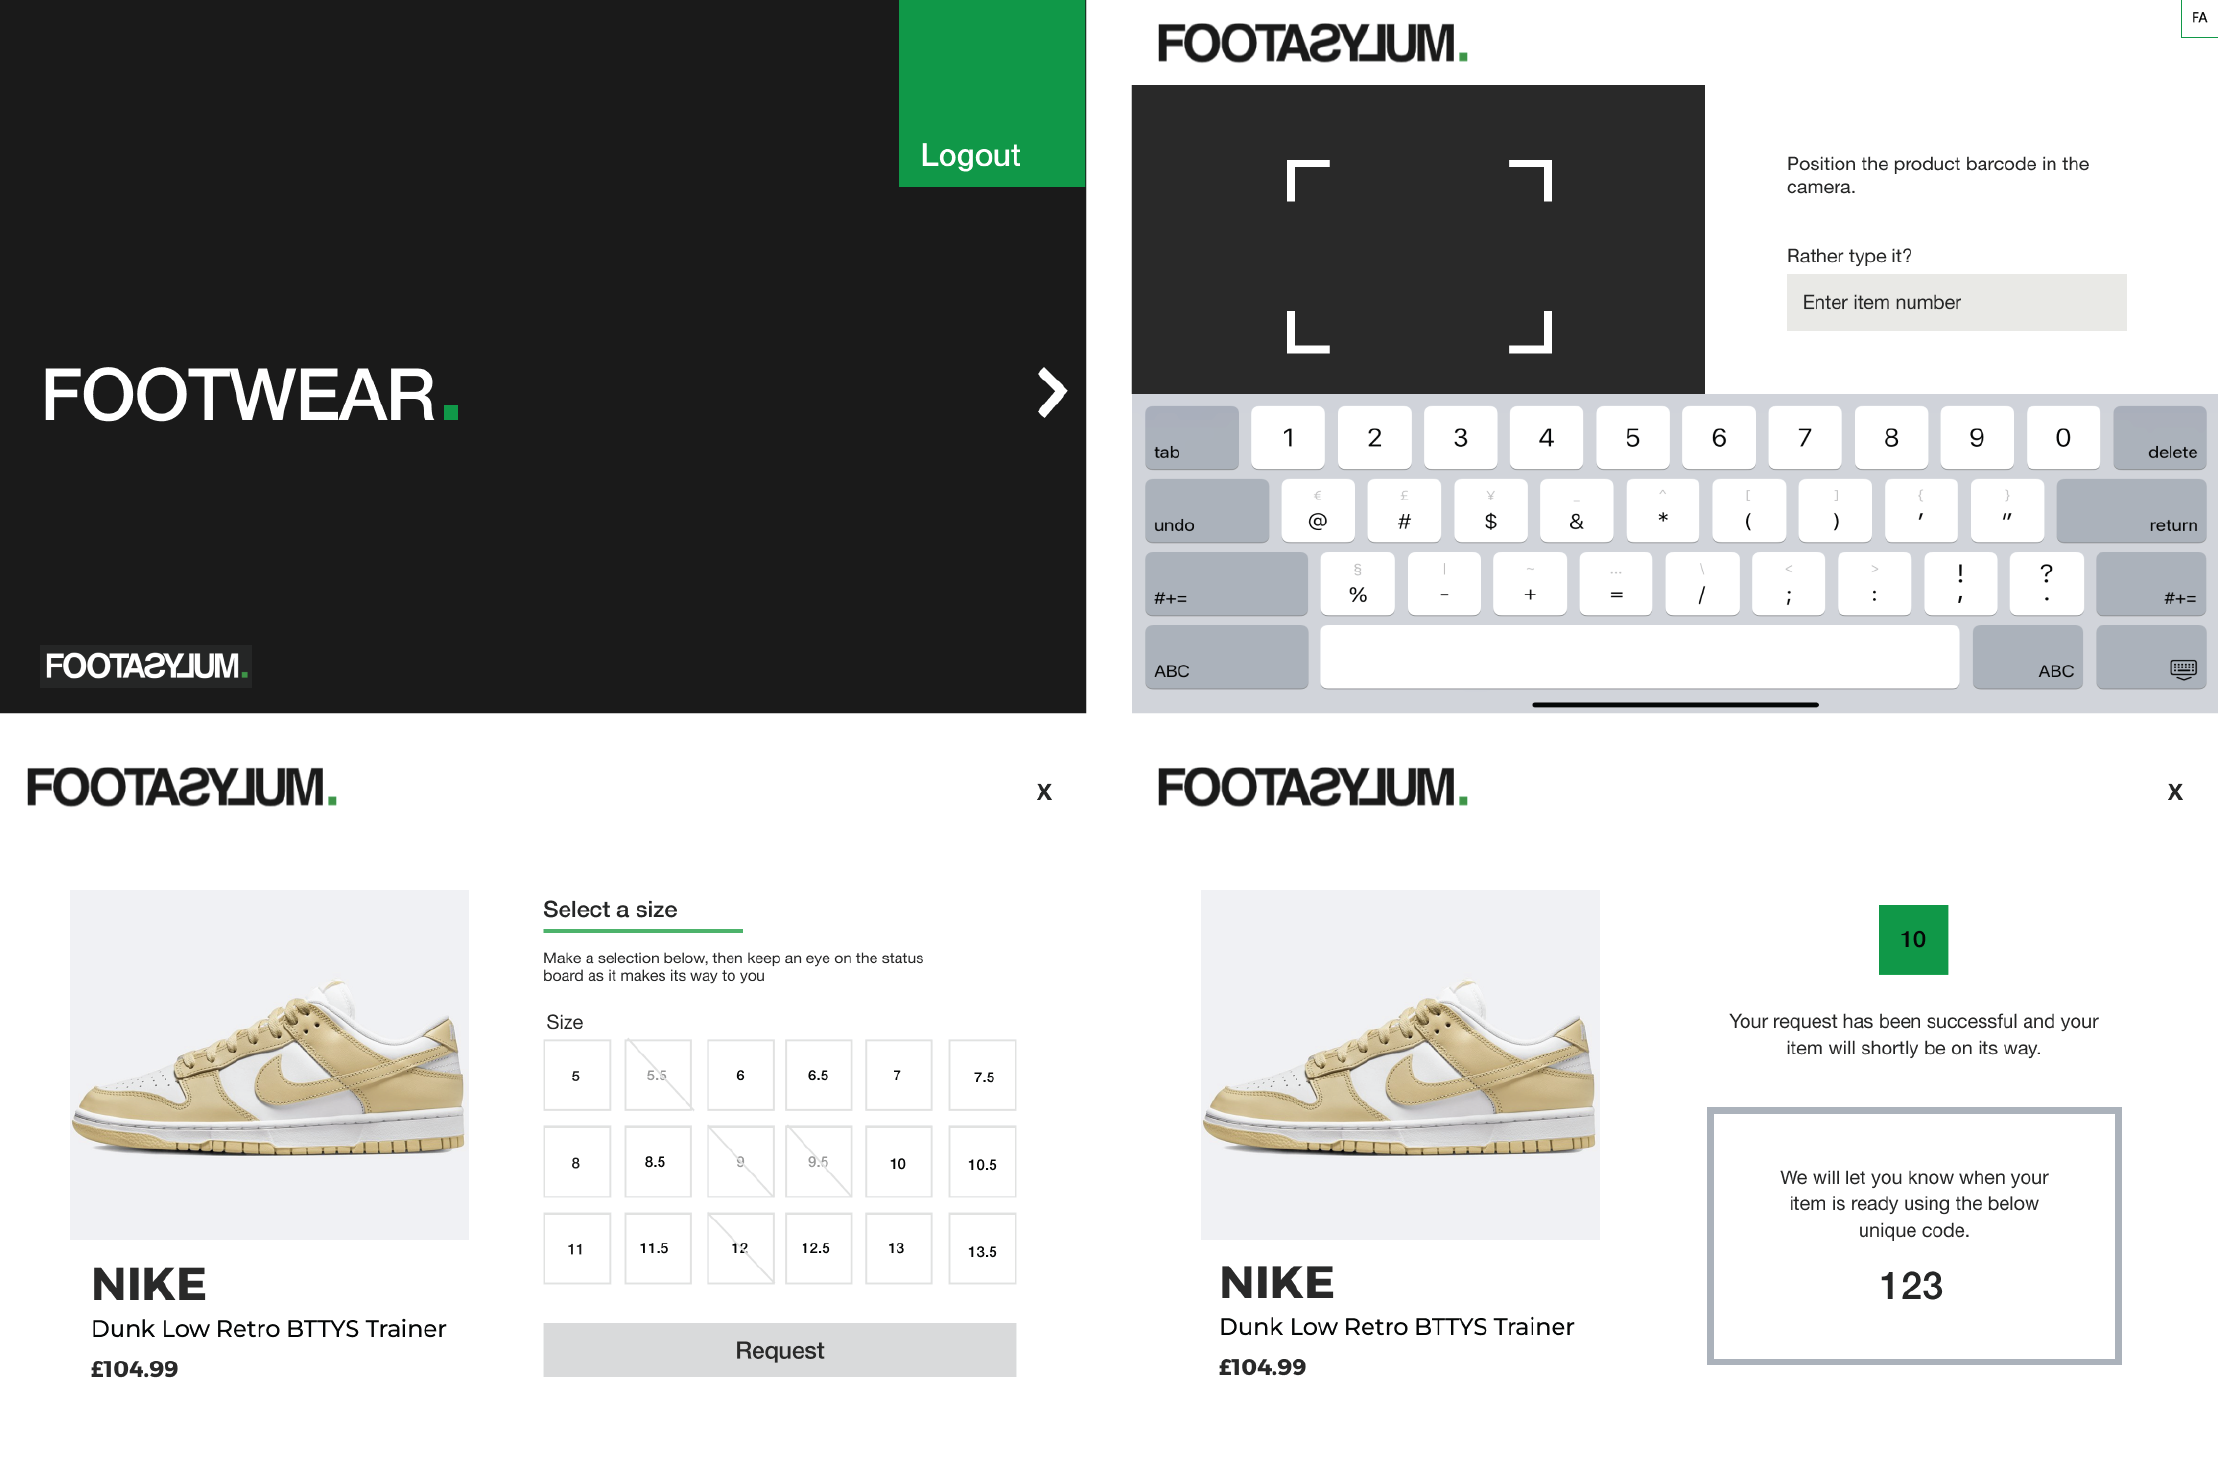 Logout
FOOTWEAR.
FOOTASYLUM.
FOOTASYLUM.
FA
Position the product barcode in the
camera.
Rather type it?
Enter item number
tab 1 2 3 4 5 6 7 8 9 0 delete
€ £ ¥ _ ^ [ ] { }
undo @ # $ & * ( ) ' " return
§ | ~ … \ < > ! ?
#+= % - + = / ; : , . #+=
ABC ABC
FOOTASYLUM.
X
NIKE
Dunk Low Retro BTTYS Trainer
£104.99
Select a size
Make a selection below, then keep an eye on the status
board as it makes its way to you
Size
5 5.5 6 6.5 7 7.5
8 8.5 9 9.5 10 10.5
11 11.5 12 12.5 13 13.5
Request
FOOTASYLUM.
X
NIKE
Dunk Low Retro BTTYS Trainer
£104.99
10
Your request has been successful and your
item will shortly be on its way.
We will let you know when your
item is ready using the below
unique code.
123